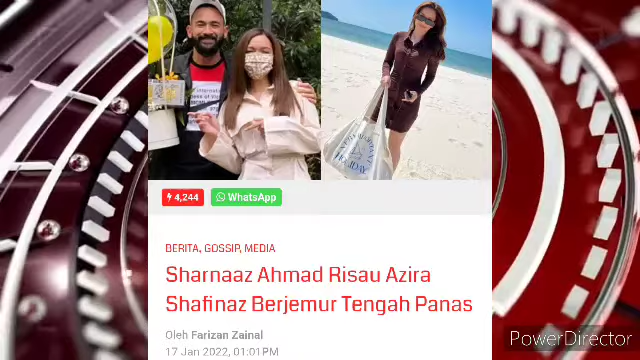 4,244
WhatsApp
BERITA, GOSSIP, MEDIA
Sharnaaz Ahmad Risau Azira
Shafinaz Berjemur Tengah Panas
Oleh Farizan Zainal
17 Jan 2022, 01:01PM
PowerDirector